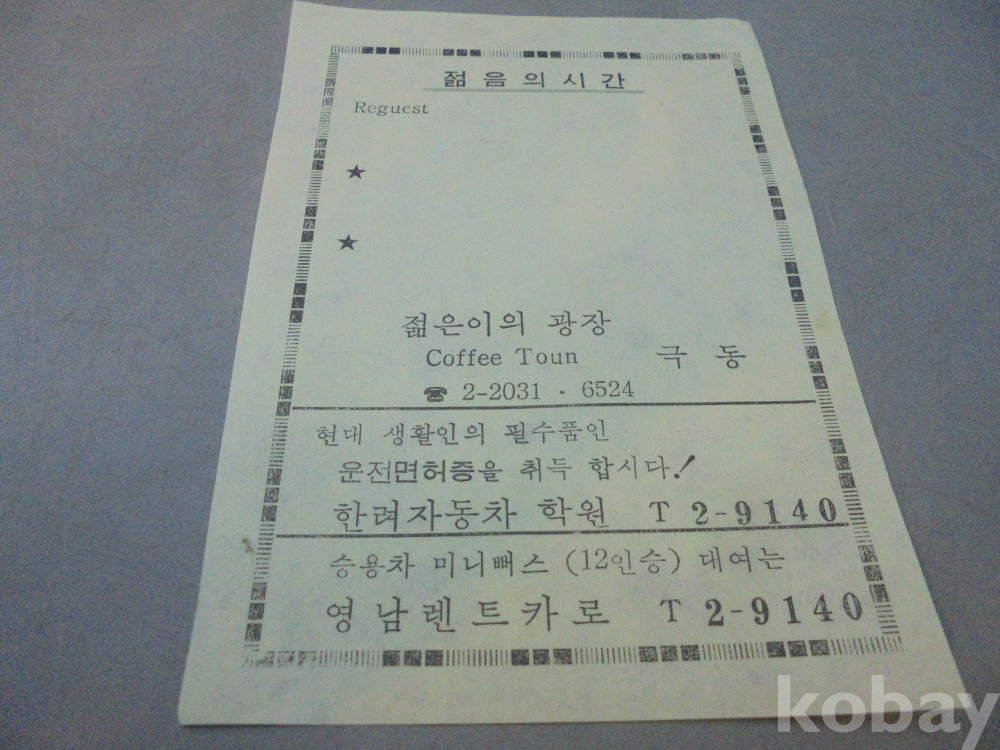 젊음의시간
Reguest
★
★
젊은이의 광장
Coffee Toun 극동
☎ 2-2031 · 6524
현대 생활인의 필수품인
운전면허증을 취득 합시다!
한려자동차 학원 T 2-9140
승용차 미니뻐스 (12인승) 대여는
영남렌트카로 T 2-9140
kobay